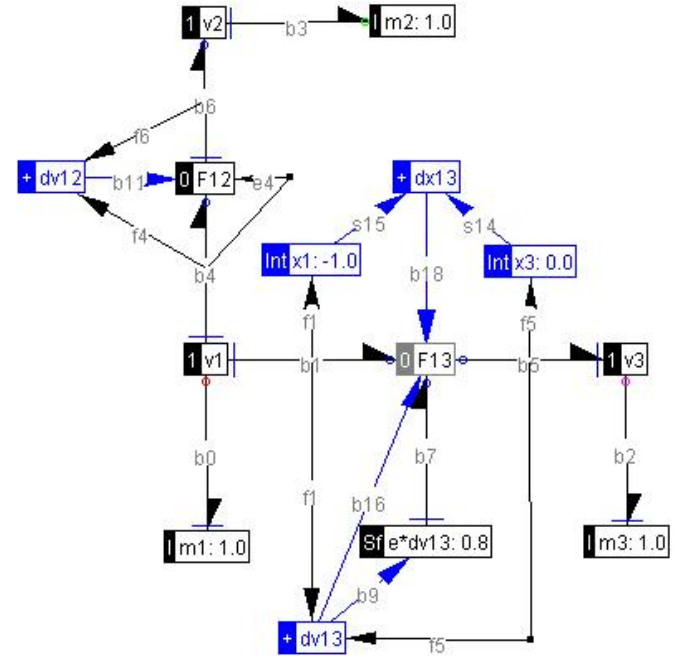 1 v2
b3
I m2: 1.0
b6
f6
+ dv12
b11
0 F12
e4
+ dx13
f4
s15
s14
Int x1: -1.0
Int x3: 0.0
b4
b18
f1
f5
1 v1
b1
0 F13
b5
1 v3
b0
b7
b2
f1
b16
I m1: 1.0
Sf e*dv13: 0.8
I m3: 1.0
b9
+ dv13
f5